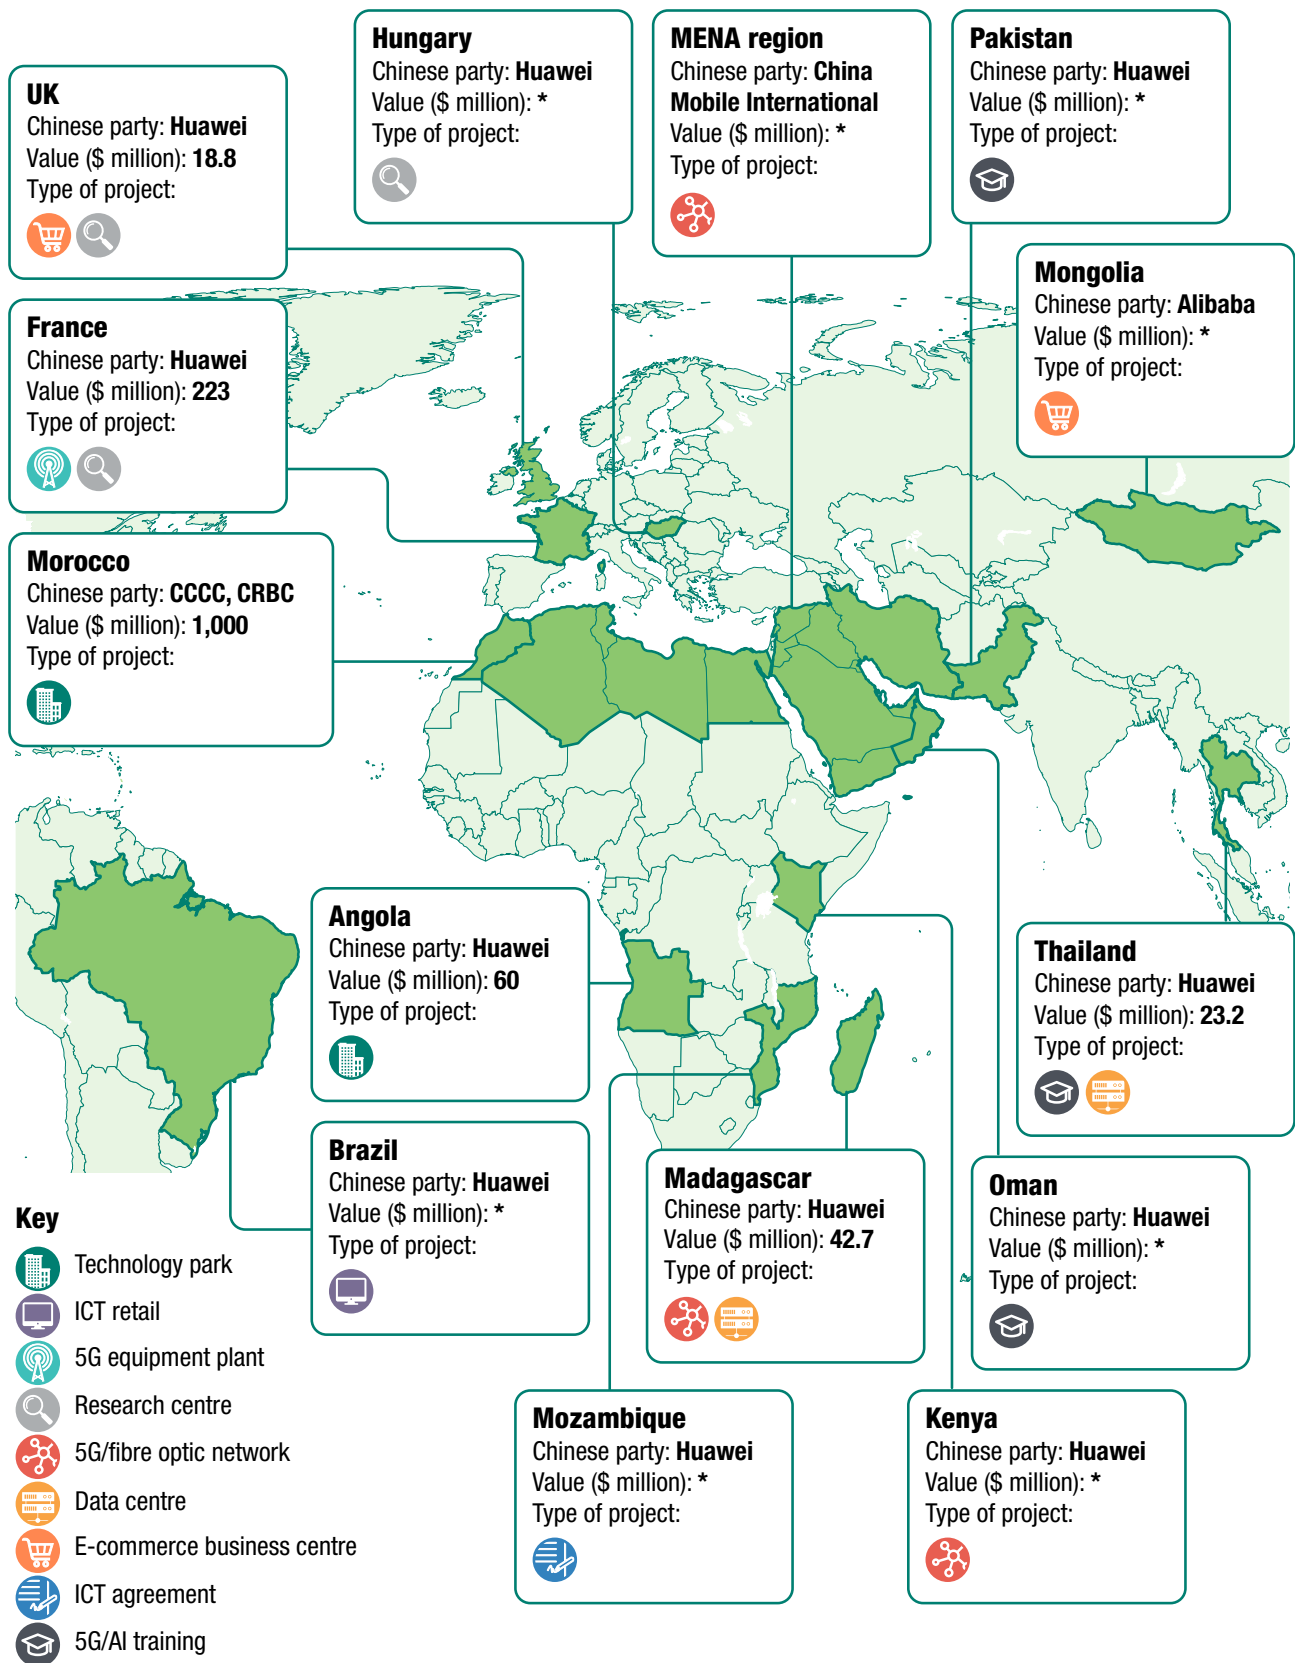 Hungary
Chinese party: Huawei
Value ($ million): *
Type of project:
MENA region
Chinese party: China
Mobile International
Value ($ million): *
Type of project:
Pakistan
Chinese party: Huawei
Value ($ million): *
Type of project:
UK
Chinese party: Huawei
Value ($ million): 18.8
Type of project:
Mongolia
Chinese party: Alibaba
Value ($ million): *
Type of project:
France
Chinese party: Huawei
Value ($ million): 223
Type of project:
Morocco
Chinese party: CCCC, CRBC
Value ($ million): 1,000
Type of project:
Angola
Chinese party: Huawei
Value ($ million): 60
Type of project:
Thailand
Chinese party: Huawei
Value ($ million): 23.2
Type of project:
Brazil
Chinese party: Huawei
Value ($ million): *
Type of project:
Madagascar
Chinese party: Huawei
Value ($ million): 42.7
Type of project:
Oman
Chinese party: Huawei
Value ($ million): *
Type of project:
Mozambique
Chinese party: Huawei
Value ($ million): *
Type of project:
Kenya
Chinese party: Huawei
Value ($ million): *
Type of project:
Key
Technology park
ICT retail
5G equipment plant
Research centre
5G/fibre optic network
Data centre
E-commerce business centre
ICT agreement
5G/AI training